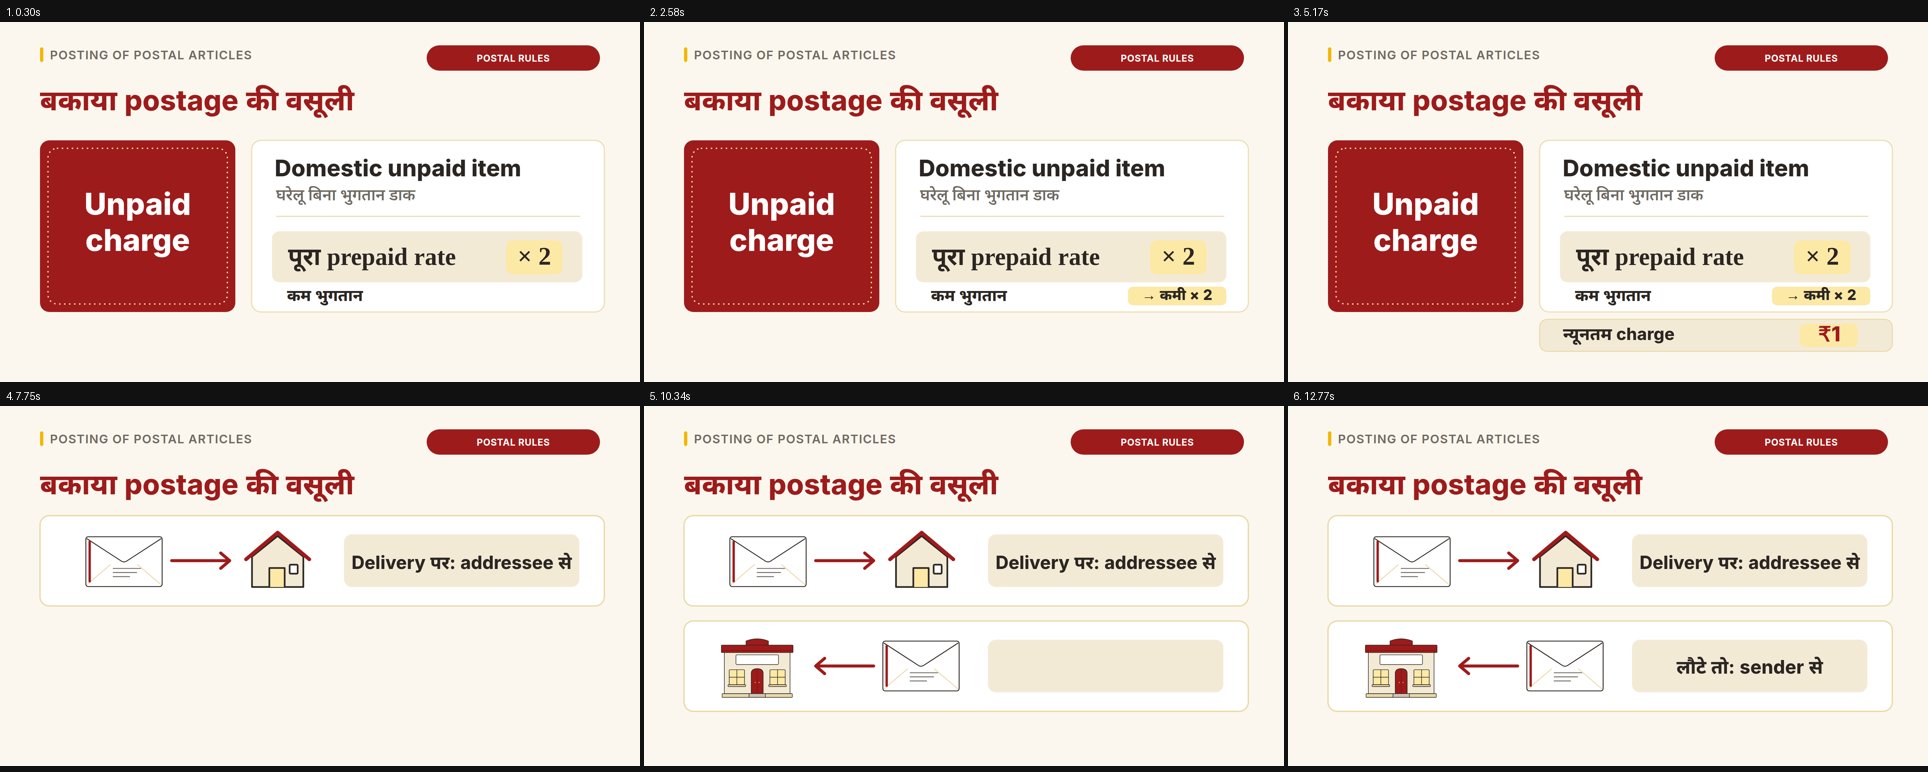 1. 0.30s
POSTING OF POSTAL ARTICLES
POSTAL RULES
बकाया postage की वसूली
Unpaid
charge
Domestic unpaid item
घरेलू बिना भुगतान डाक
पूरा prepaid rate × 2
कम भुगतान
2. 2.58s
POSTING OF POSTAL ARTICLES
POSTAL RULES
बकाया postage की वसूली
Unpaid
charge
Domestic unpaid item
घरेलू बिना भुगतान डाक
पूरा prepaid rate × 2
कम भुगतान → कमी × 2
3. 5.17s
POSTING OF POSTAL ARTICLES
POSTAL RULES
बकाया postage की वसूली
Unpaid
charge
Domestic unpaid item
घरेलू बिना भुगतान डाक
पूरा prepaid rate × 2
कम भुगतान → कमी × 2
न्यूनतम charge ₹1
4. 7.75s
POSTING OF POSTAL ARTICLES
POSTAL RULES
बकाया postage की वसूली
Delivery पर: addressee से
5. 10.34s
POSTING OF POSTAL ARTICLES
POSTAL RULES
बकाया postage की वसूली
Delivery पर: addressee से
6. 12.77s
POSTING OF POSTAL ARTICLES
POSTAL RULES
बकाया postage की वसूली
Delivery पर: addressee से
लौटे तो: sender से